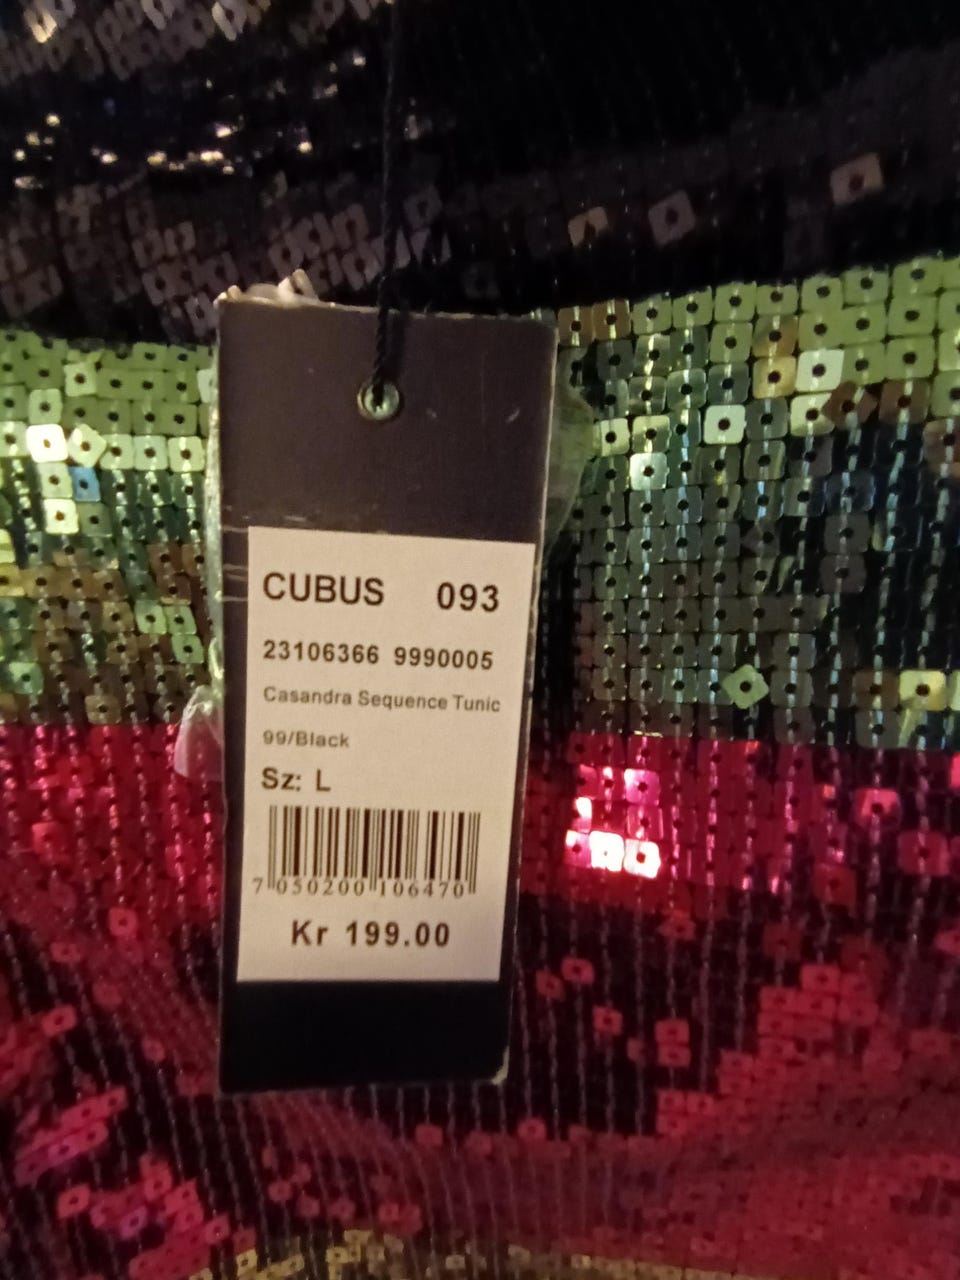 CUBUS 093
23106366 9990005
Casandra Sequence Tunic
99/Black
Sz: L
7 050200 106470
Kr 199.00